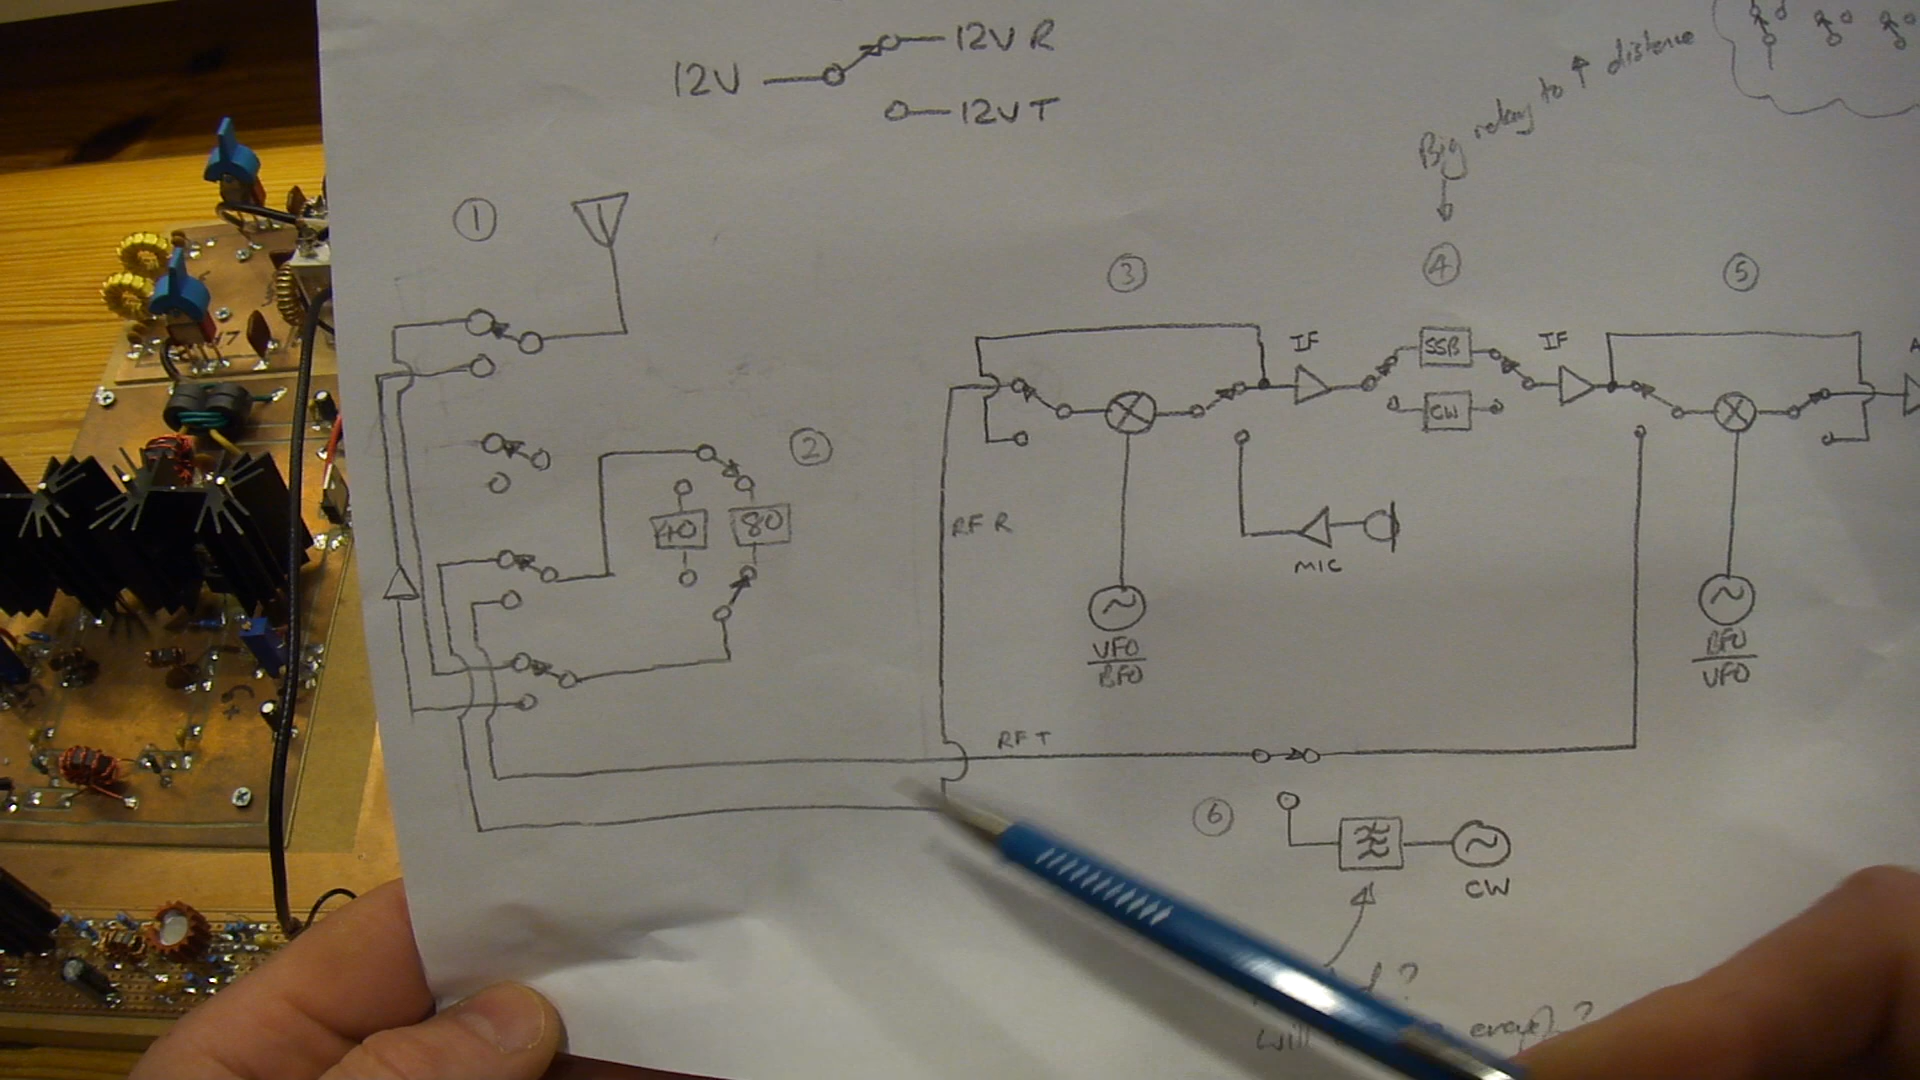 12V
12V R
12V T
Big relay to ↑ distance
①
②
③
④
⑤
IF
SSB
CW
IF
A
40
80
RF R
MIC
VFO
BFO
BFO
VFO
RF T
⑥
CW
?
will
?